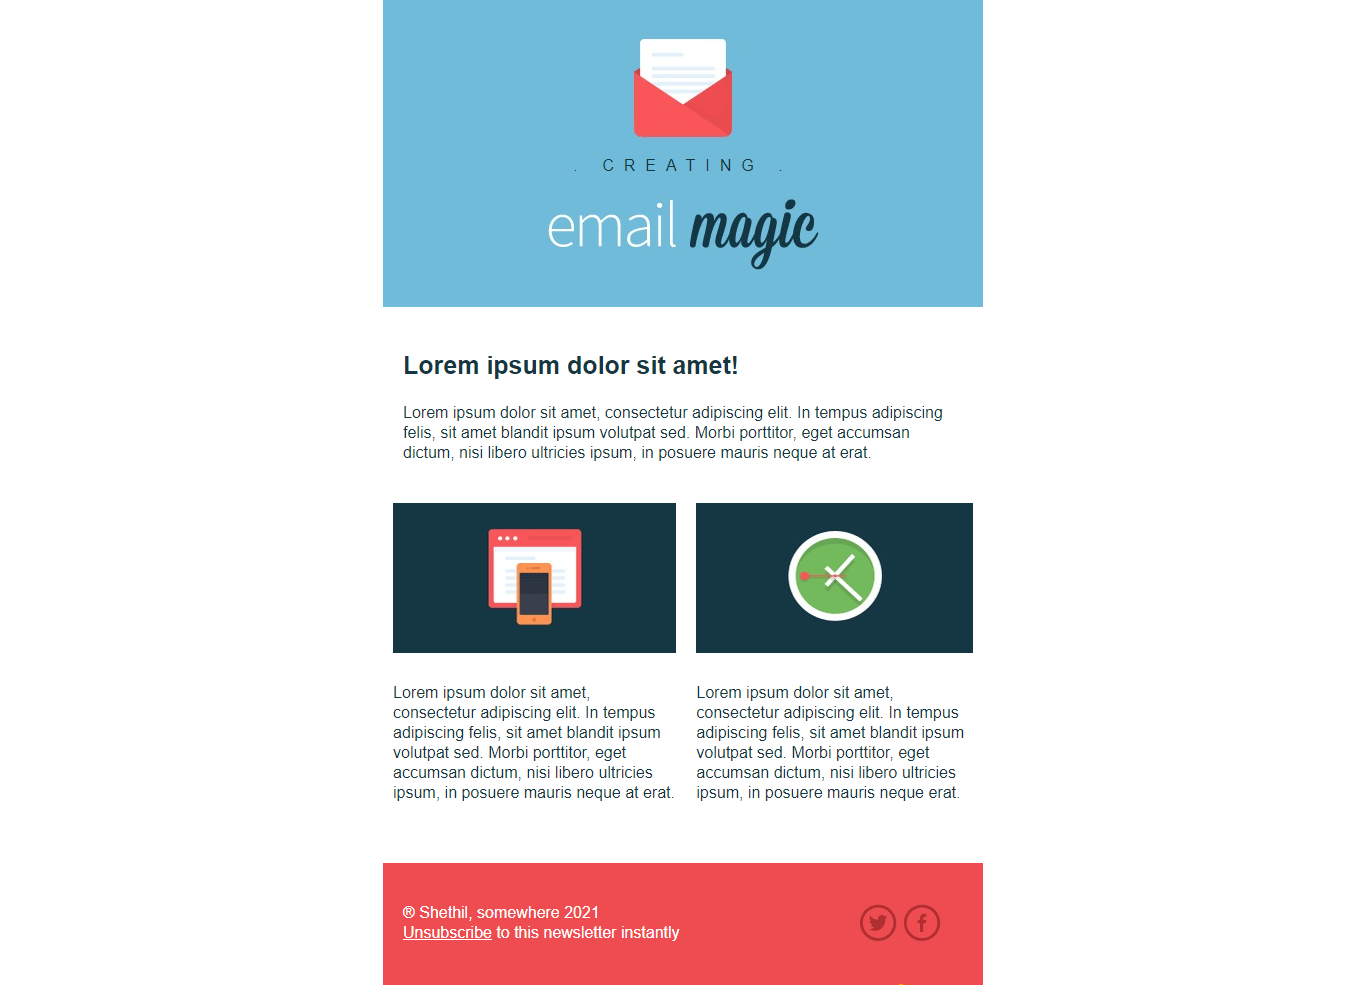 . CREATING .
email magic
Lorem ipsum dolor sit amet!
Lorem ipsum dolor sit amet, consectetur adipiscing elit. In tempus adipiscing
felis, sit amet blandit ipsum volutpat sed. Morbi porttitor, eget accumsan
dictum, nisi libero ultricies ipsum, in posuere mauris neque at erat.
Lorem ipsum dolor sit amet,
consectetur adipiscing elit. In tempus
adipiscing felis, sit amet blandit ipsum
volutpat sed. Morbi porttitor, eget
accumsan dictum, nisi libero ultricies
ipsum, in posuere mauris neque at erat.
Lorem ipsum dolor sit amet,
consectetur adipiscing elit. In tempus
adipiscing felis, sit amet blandit ipsum
volutpat sed. Morbi porttitor, eget
accumsan dictum, nisi libero ultricies
ipsum, in posuere mauris neque erat.
® Shethil, somewhere 2021
Unsubscribe to this newsletter instantly